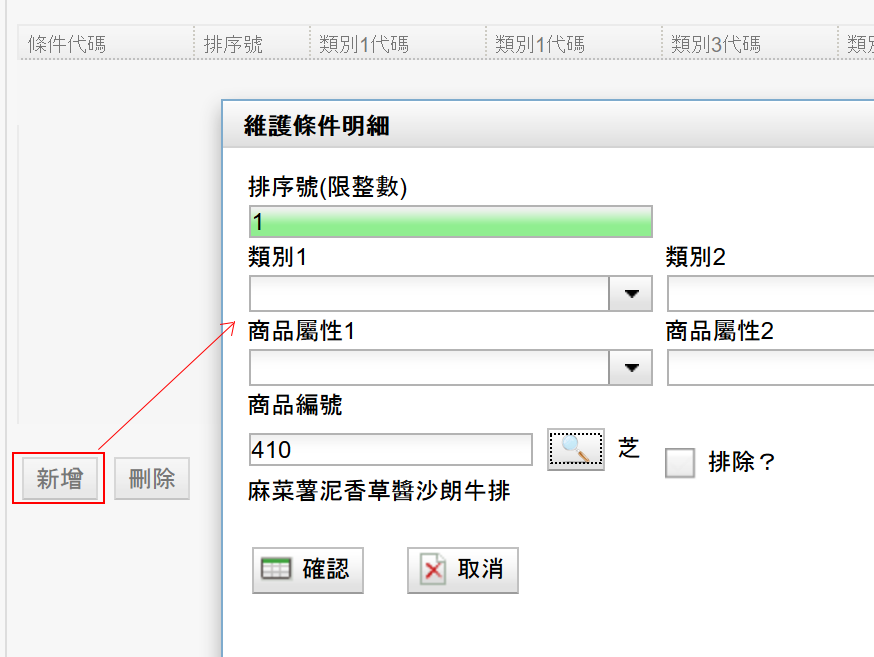 條件代碼 排序號 類別1代碼 類別1代碼 類別3代碼 類別
維護條件明細
排序號(限整數)
1
類別1 類別2
商品屬性1 商品屬性2
商品編號
410 芝 排除?
麻菜薯泥香草醬沙朗牛排
新增 刪除
確認 取消